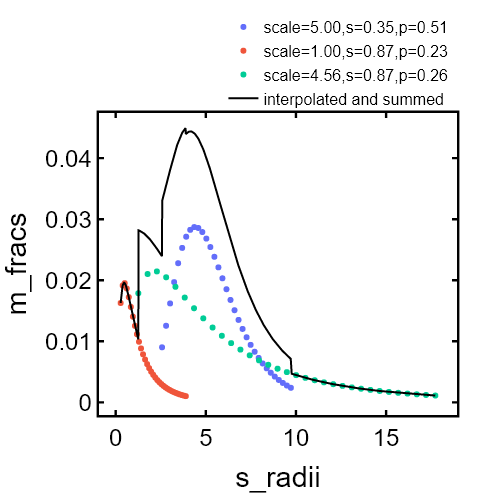 scale=5.00,s=0.35,p=0.51
scale=1.00,s=0.87,p=0.23
scale=4.56,s=0.87,p=0.26
interpolated and summed
0.04
0.03
0.02
0.01
0
m_fracs
0 5 10 15
s_radii